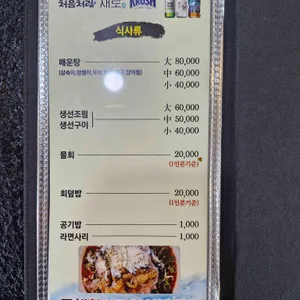 처음처럼 새로 KRUSH
식사류
매운탕 大 80,000
中 60,000
小 40,000
생선조림 大 60,000
생선구이 中 50,000
小 40,000
물회 20,000
(1인분기준)
회덮밥 20,000
(1인분기준)
공기밥 1,000
라면사리 1,000